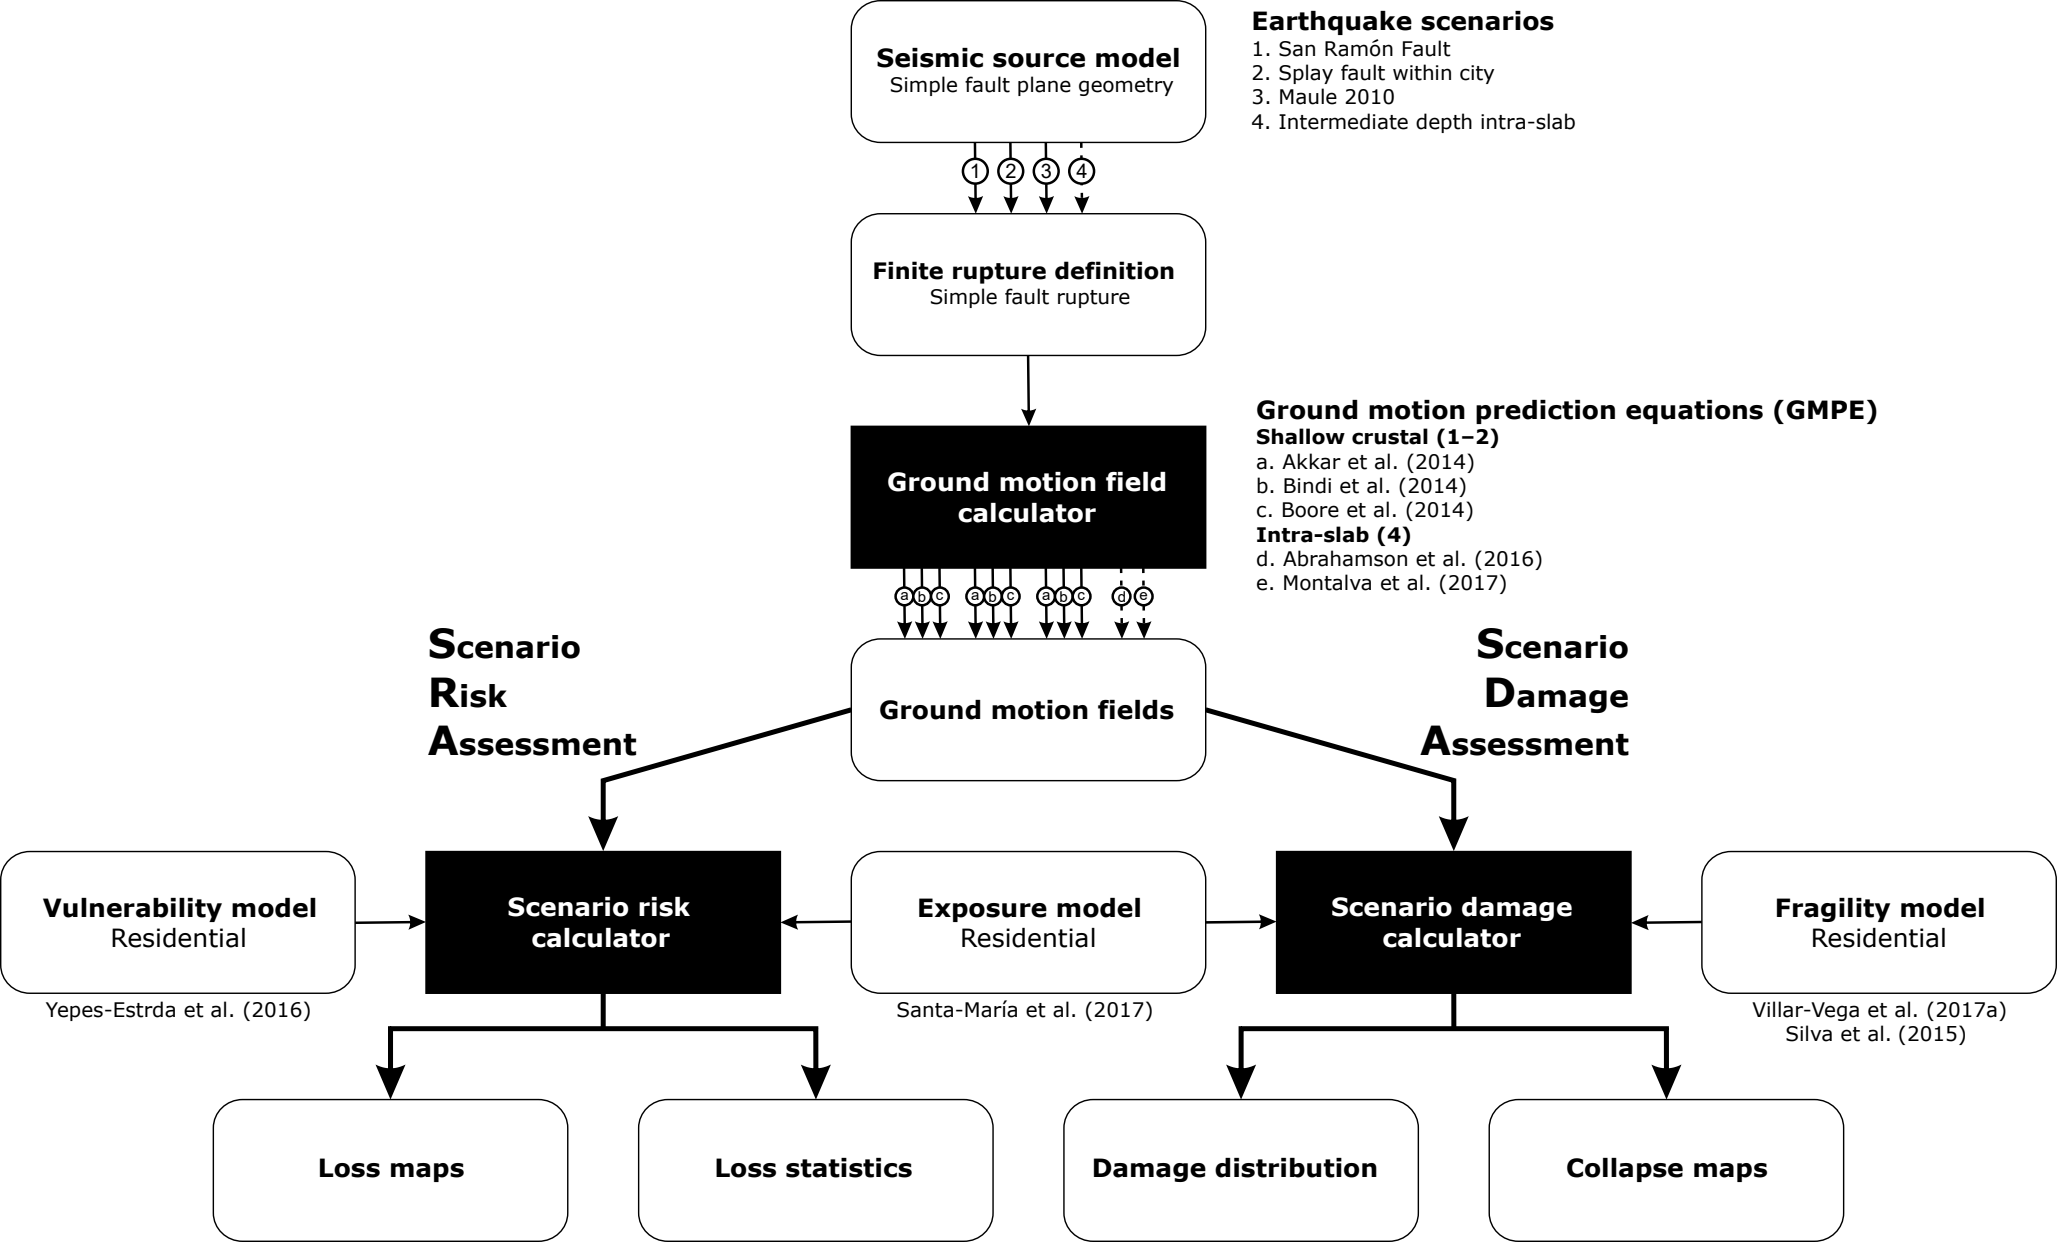 Seismic source model
Simple fault plane geometry
Earthquake scenarios
1. San Ramón Fault
2. Splay fault within city
3. Maule 2010
4. Intermediate depth intra-slab
1 2 3 4
Finite rupture definition
Simple fault rupture
Ground motion field
calculator
Ground motion prediction equations (GMPE)
Shallow crustal (1–2)
a. Akkar et al. (2014)
b. Bindi et al. (2014)
c. Boore et al. (2014)
Intra-slab (4)
d. Abrahamson et al. (2016)
e. Montalva et al. (2017)
a b c a b c a b c d e
Scenario
Risk
Assessment
Ground motion fields
Scenario
Damage
Assessment
Vulnerability model
Residential
Yepes-Estrda et al. (2016)
Scenario risk
calculator
Exposure model
Residential
Santa-María et al. (2017)
Scenario damage
calculator
Fragility model
Residential
Villar-Vega et al. (2017a)
Silva et al. (2015)
Loss maps
Loss statistics
Damage distribution
Collapse maps